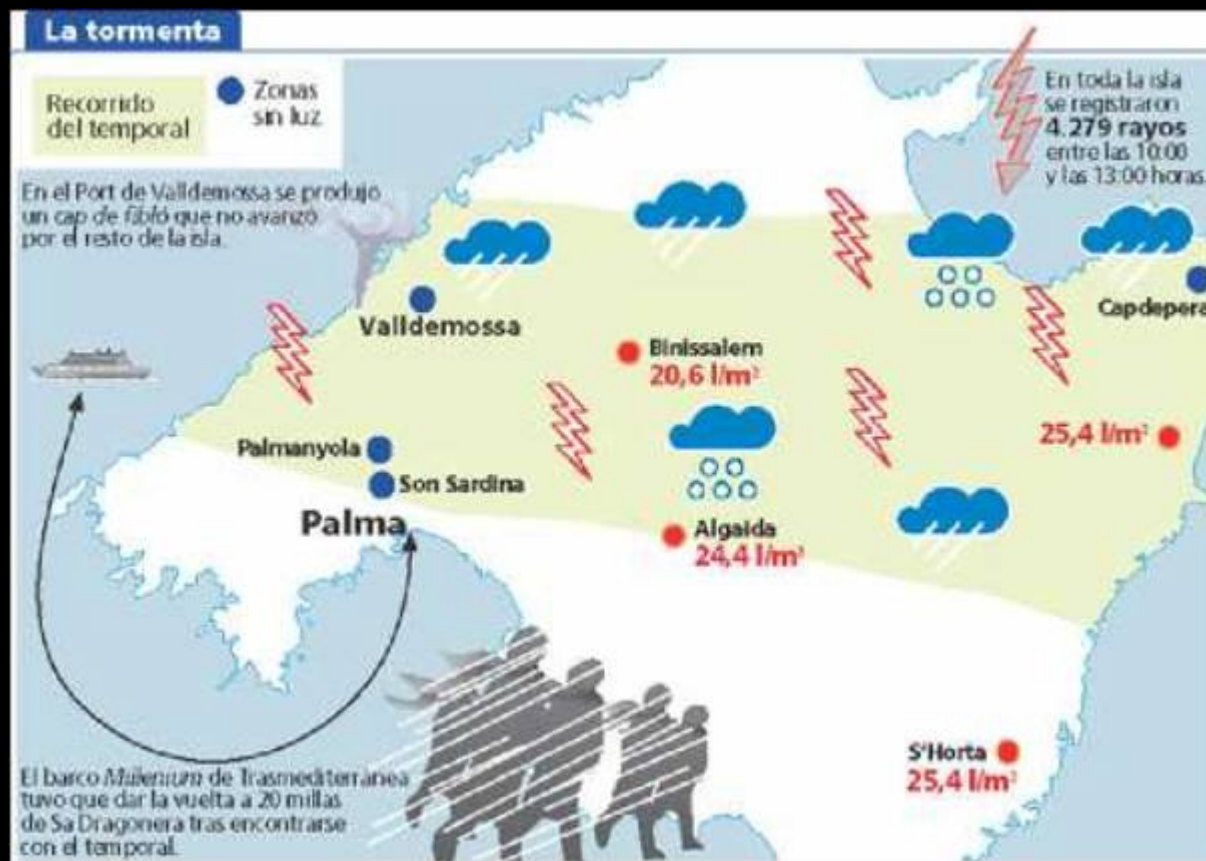 La tormenta
Recorrido
del temporal
Zonas
sin luz
En toda la isla
se registraron
4.279 rayos
entre las 10:00
y las 13:00 horas.
En el Port de Valldemossa se produjo
un cap de fibló que no avanzó
por el resto de la isla.
Valldemossa
Capdepera
Binissalem
20,6 l/m²
25,4 l/m²
Palmanyola
Son Sardina
Palma
Algaida
24,4 l/m²
S'Horta
25,4 l/m²
El barco Milenium de Trasmediterránea
tuvo que dar la vuelta a 20 millas
de Sa Dragonera tras encontrarse
con el temporal.